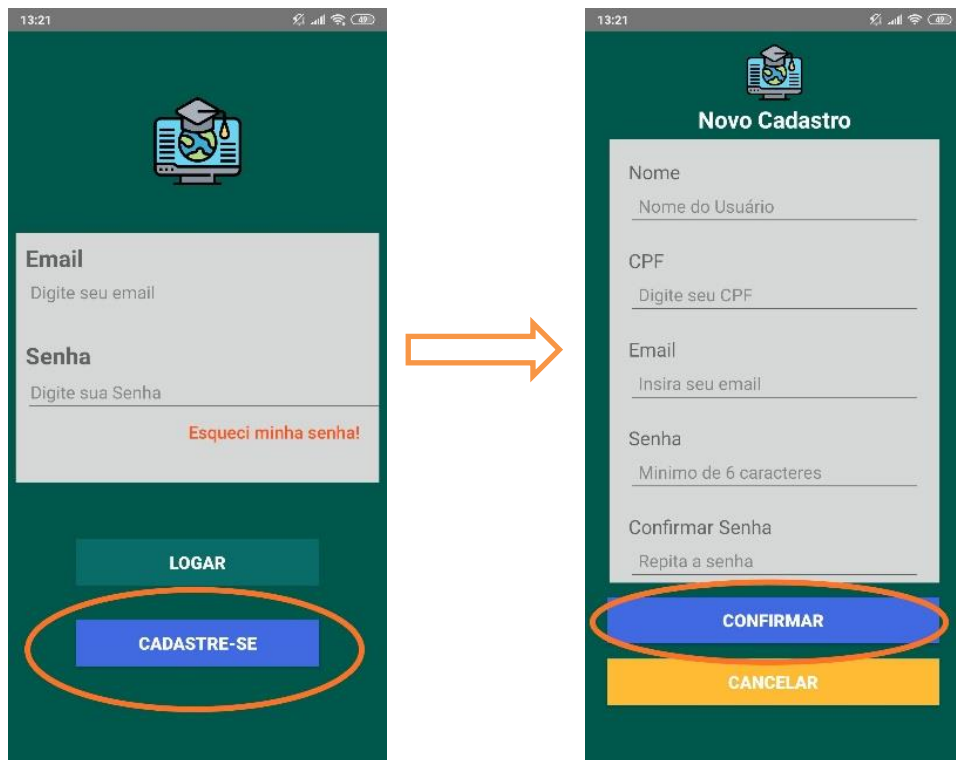 13:21
49
Email
Digite seu email
Senha
Digite sua Senha
Esqueci minha senha!
LOGAR
CADASTRE-SE
13:21
49
Novo Cadastro
Nome
Nome do Usuário
CPF
Digite seu CPF
Email
Insira seu email
Senha
Minimo de 6 caracteres
Confirmar Senha
Repita a senha
CONFIRMAR
CANCELAR